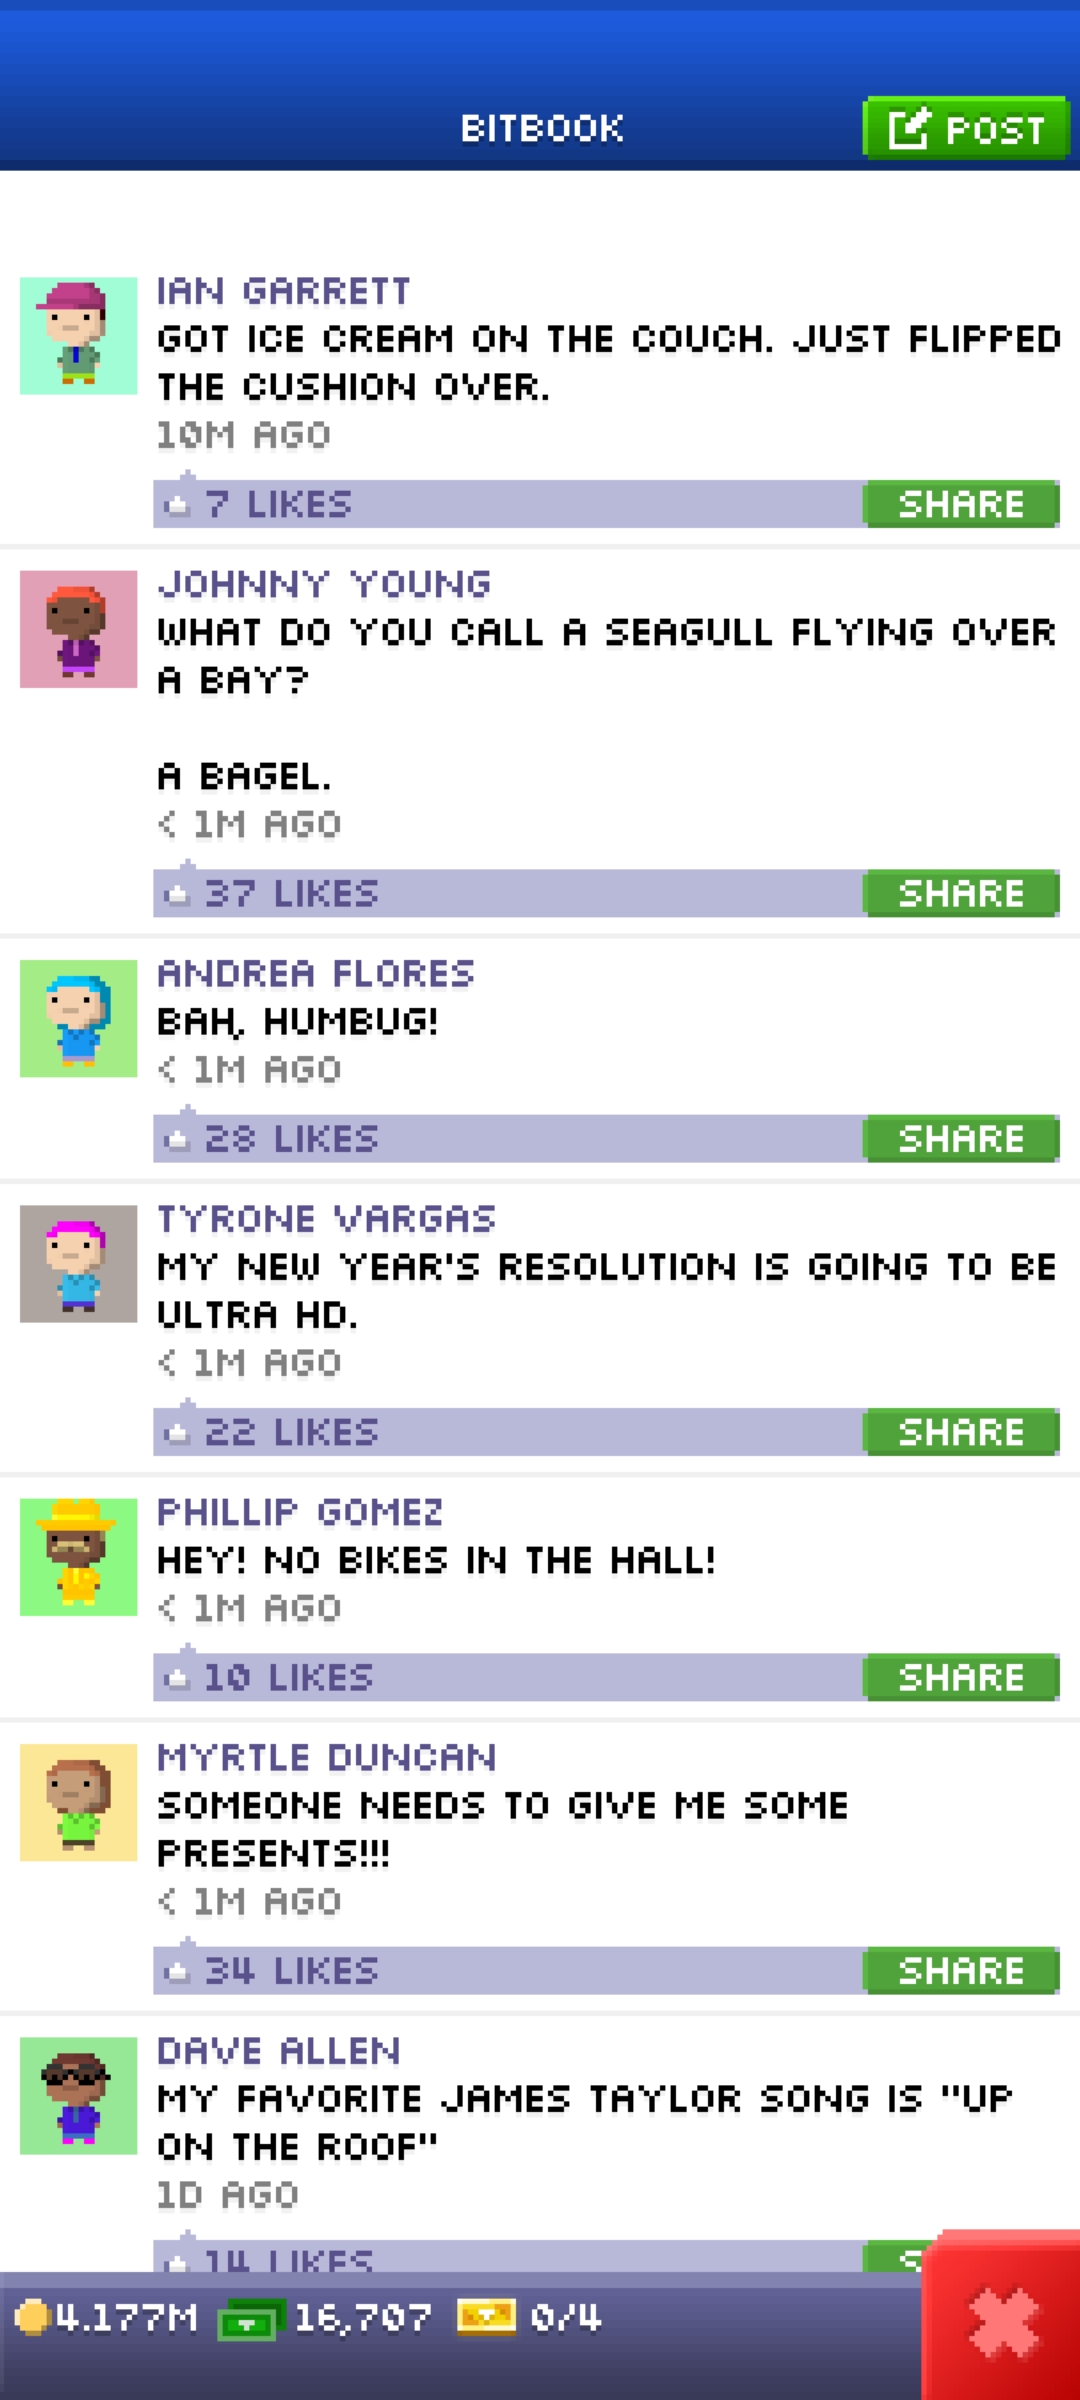 BITBOOK
POST
IAN GARRETT
GOT ICE CREAM ON THE COUCH. JUST FLIPPED
THE CUSHION OVER.
10M AGO
7 LIKES
SHARE
JOHNNY YOUNG
WHAT DO YOU CALL A SEAGULL FLYING OVER
A BAY?
A BAGEL.
< 1M AGO
37 LIKES
SHARE
ANDREA FLORES
BAH, HUMBUG!
< 1M AGO
28 LIKES
SHARE
TYRONE VARGAS
MY NEW YEAR'S RESOLUTION IS GOING TO BE
ULTRA HD.
< 1M AGO
22 LIKES
SHARE
PHILLIP GOMEZ
HEY! NO BIKES IN THE HALL!
< 1M AGO
10 LIKES
SHARE
MYRTLE DUNCAN
SOMEONE NEEDS TO GIVE ME SOME
PRESENTS!!!
< 1M AGO
34 LIKES
SHARE
DAVE ALLEN
MY FAVORITE JAMES TAYLOR SONG IS "UP
ON THE ROOF"
1D AGO
14 LIKES
4.177M 16,707 0/4